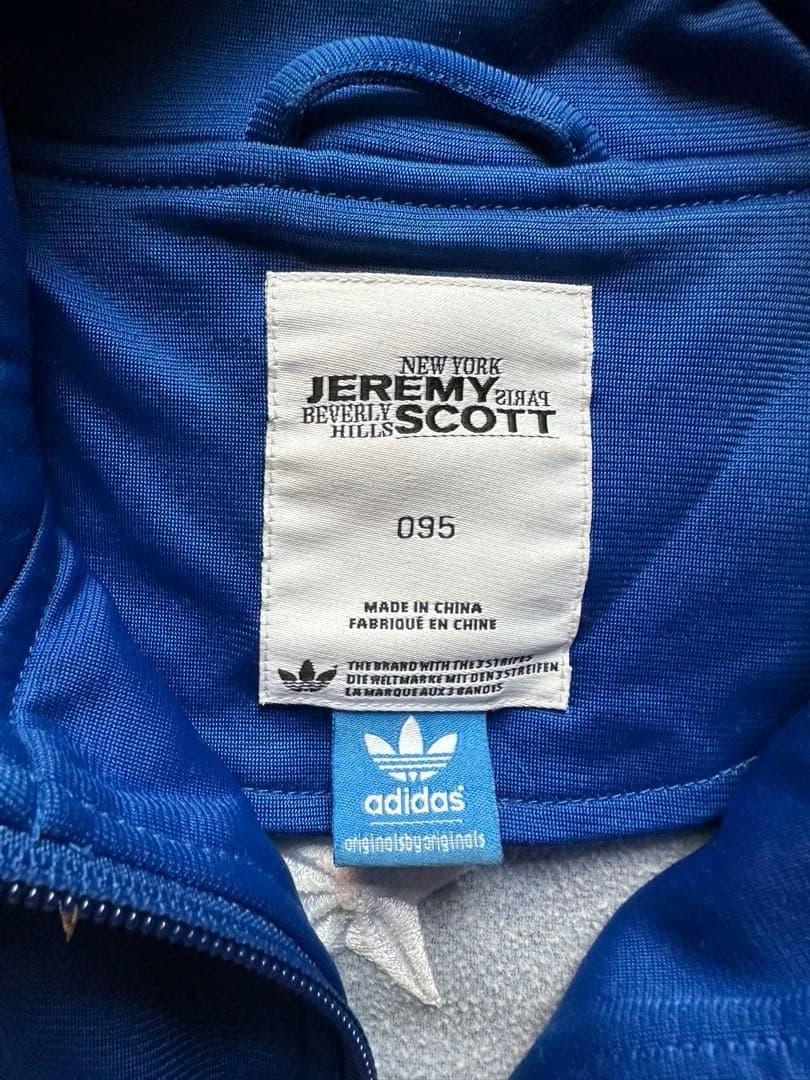 NEW YORK
JEREMY PARIS
BEVERLY SCOTT
HILLS
095
MADE IN CHINA
FABRIQUÉ EN CHINE
THE BRAND WITH THE 3 STRIPES
DIE WELTMARKE MIT DEN 3 STREIFEN
LA MARQUE AUX 3 BANDES
adidas
originalsbyoriginals